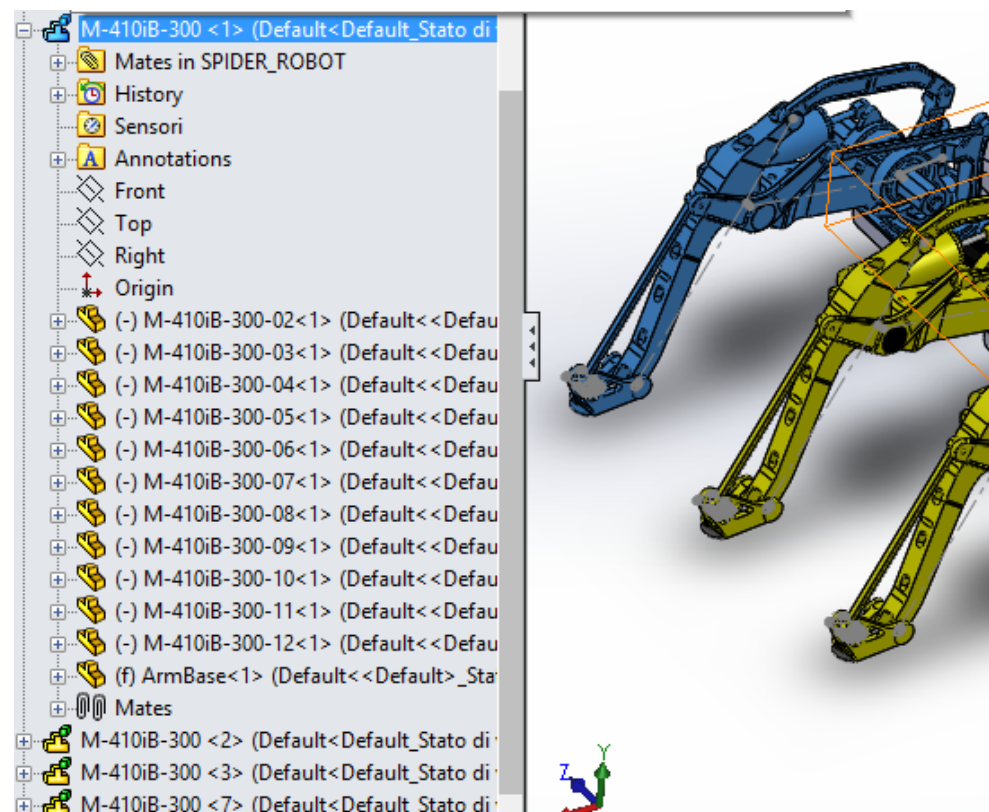 M-410iB-300 <1> (Default<Default_Stato di
Mates in SPIDER_ROBOT
History
Sensori
A Annotations
Front
Top
Right
Origin
(-) M-410iB-300-02<1> (Default<<Defau
(-) M-410iB-300-03<1> (Default<<Defau
(-) M-410iB-300-04<1> (Default<<Defau
(-) M-410iB-300-05<1> (Default<<Defau
(-) M-410iB-300-06<1> (Default<<Defau
(-) M-410iB-300-07<1> (Default<<Defau
(-) M-410iB-300-08<1> (Default<<Defau
(-) M-410iB-300-09<1> (Default<<Defau
(-) M-410iB-300-10<1> (Default<<Defau
(-) M-410iB-300-11<1> (Default<<Defau
(-) M-410iB-300-12<1> (Default<<Defau
(f) ArmBase<1> (Default<<Default>_Sta
Mates
M-410iB-300 <2> (Default<Default_Stato di
M-410iB-300 <3> (Default<Default_Stato di
M-410iB-300 <7> (Default<Default_Stato di
Y
Z